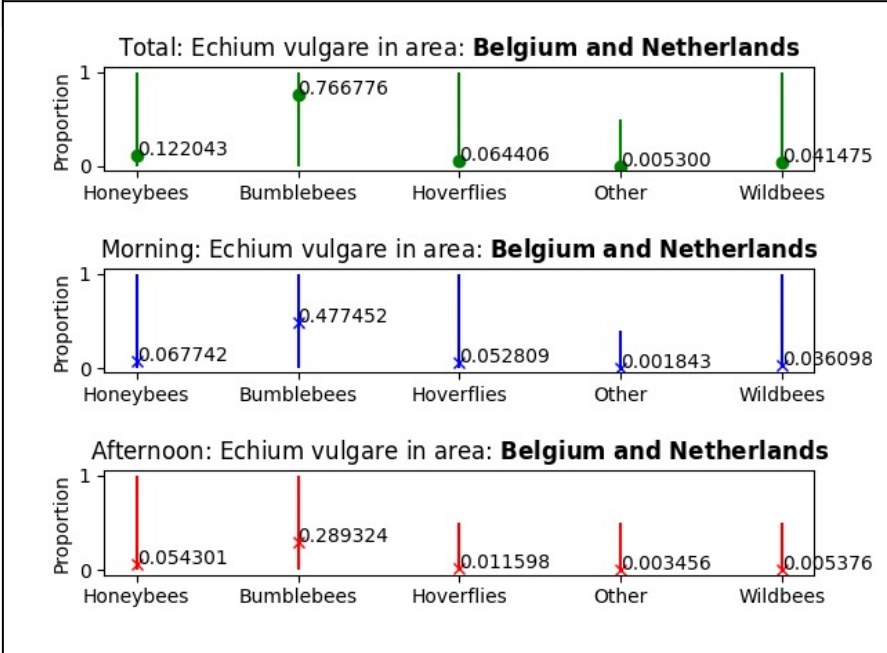 Total: Echium vulgare in area: Belgium and Netherlands
Proportion
1
0
0.122043
0.766776
0.064406
0.005300
0.041475
Honeybees Bumblebees Hoverflies Other Wildbees
Morning: Echium vulgare in area: Belgium and Netherlands
Proportion
1
0
0.067742
0.477452
0.052809
0.001843
0.036098
Honeybees Bumblebees Hoverflies Other Wildbees
Afternoon: Echium vulgare in area: Belgium and Netherlands
Proportion
1
0
0.054301
0.289324
0.011598
0.003456
0.005376
Honeybees Bumblebees Hoverflies Other Wildbees